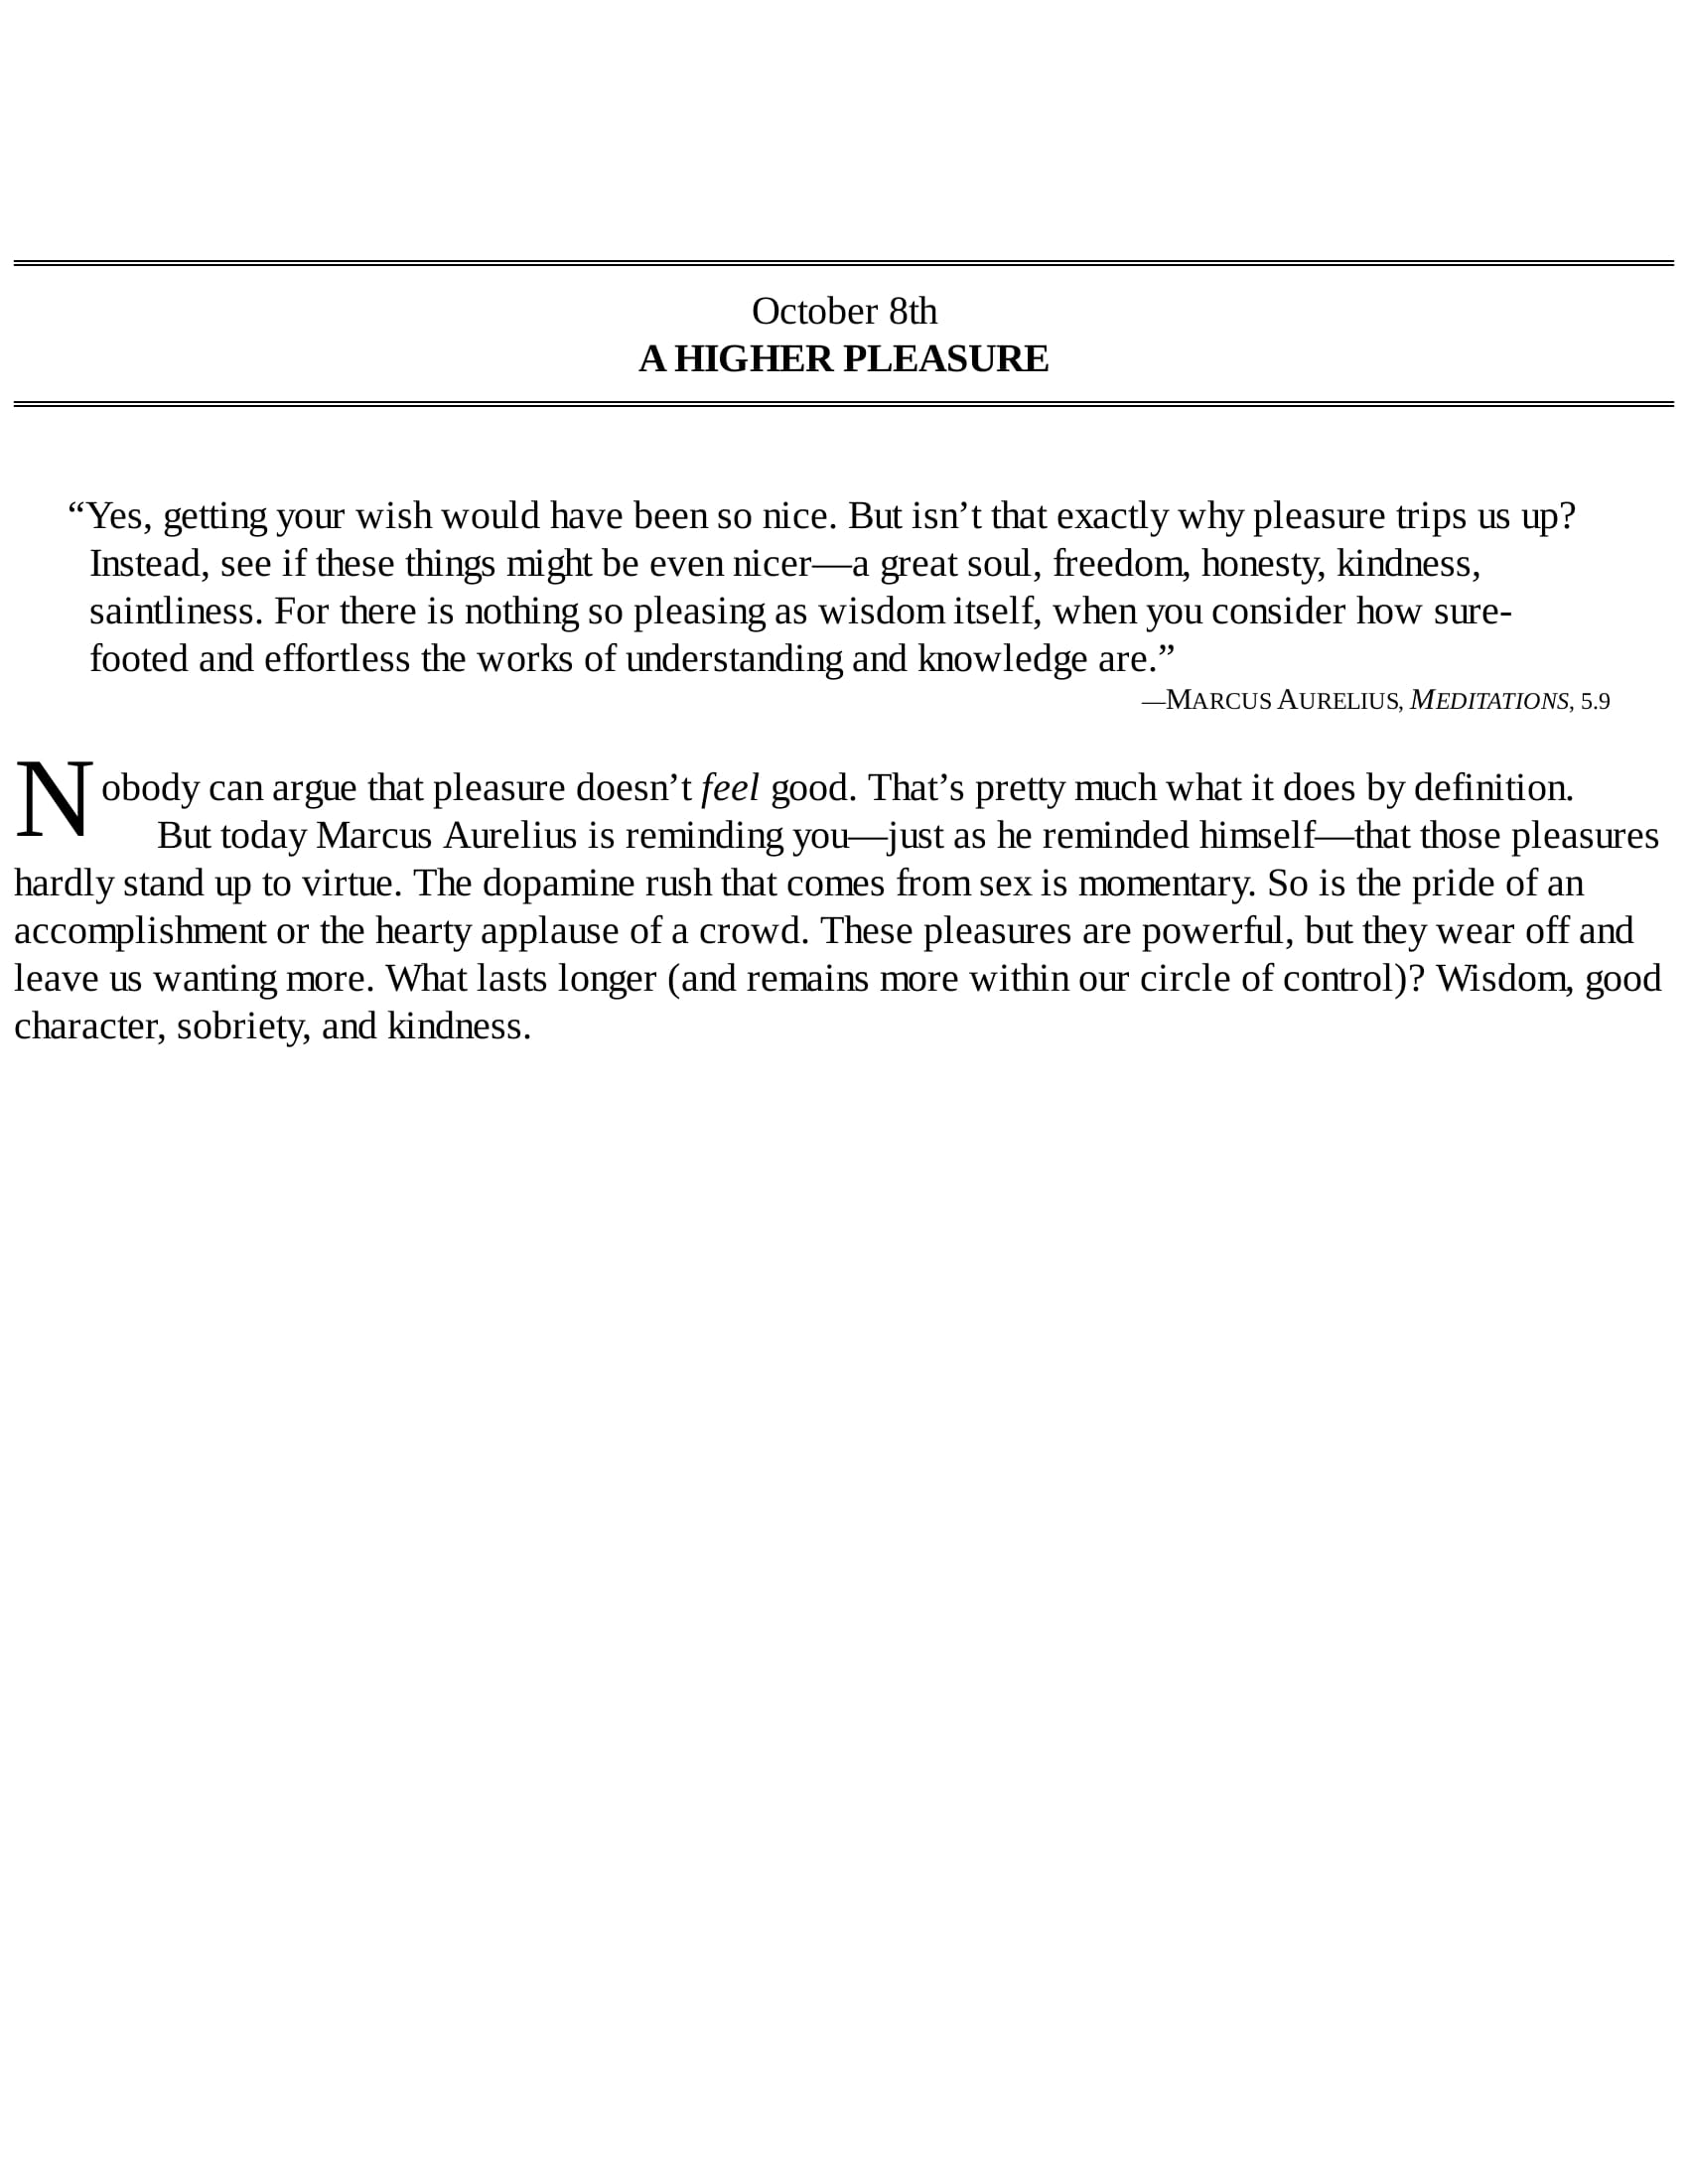 October 8th
A HIGHER PLEASURE
“Yes, getting your wish would have been so nice. But isn’t that exactly why pleasure trips us up?
Instead, see if these things might be even nicer—a great soul, freedom, honesty, kindness,
saintliness. For there is nothing so pleasing as wisdom itself, when you consider how sure-
footed and effortless the works of understanding and knowledge are.”
—MARCUS AURELIUS, MEDITATIONS, 5.9
Nobody can argue that pleasure doesn’t feel good. That’s pretty much what it does by definition.
But today Marcus Aurelius is reminding you—just as he reminded himself—that those pleasures
hardly stand up to virtue. The dopamine rush that comes from sex is momentary. So is the pride of an
accomplishment or the hearty applause of a crowd. These pleasures are powerful, but they wear off and
leave us wanting more. What lasts longer (and remains more within our circle of control)? Wisdom, good
character, sobriety, and kindness.